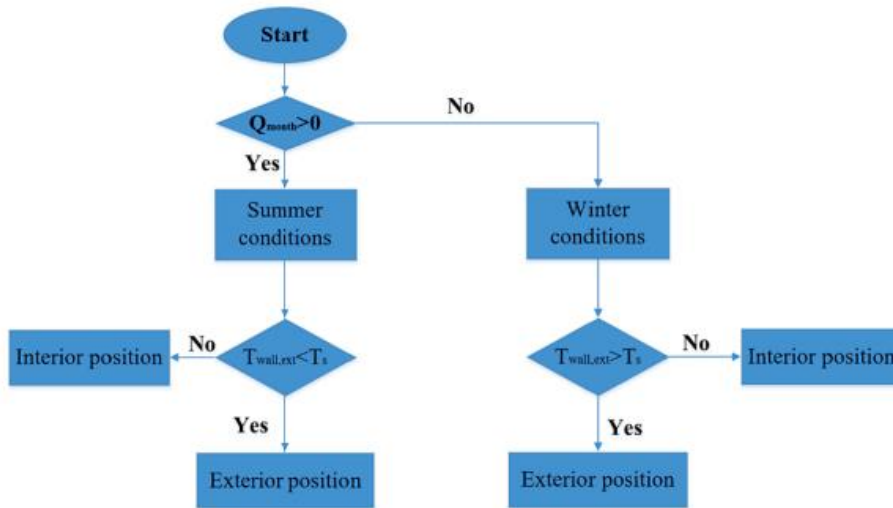 Start
Qmonth>0
No
Yes
Summer
conditions
Winter
conditions
Interior position
No
Twall,ext<Ts
Twall,ext>Ts
No
Interior position
Yes
Yes
Exterior position
Exterior position